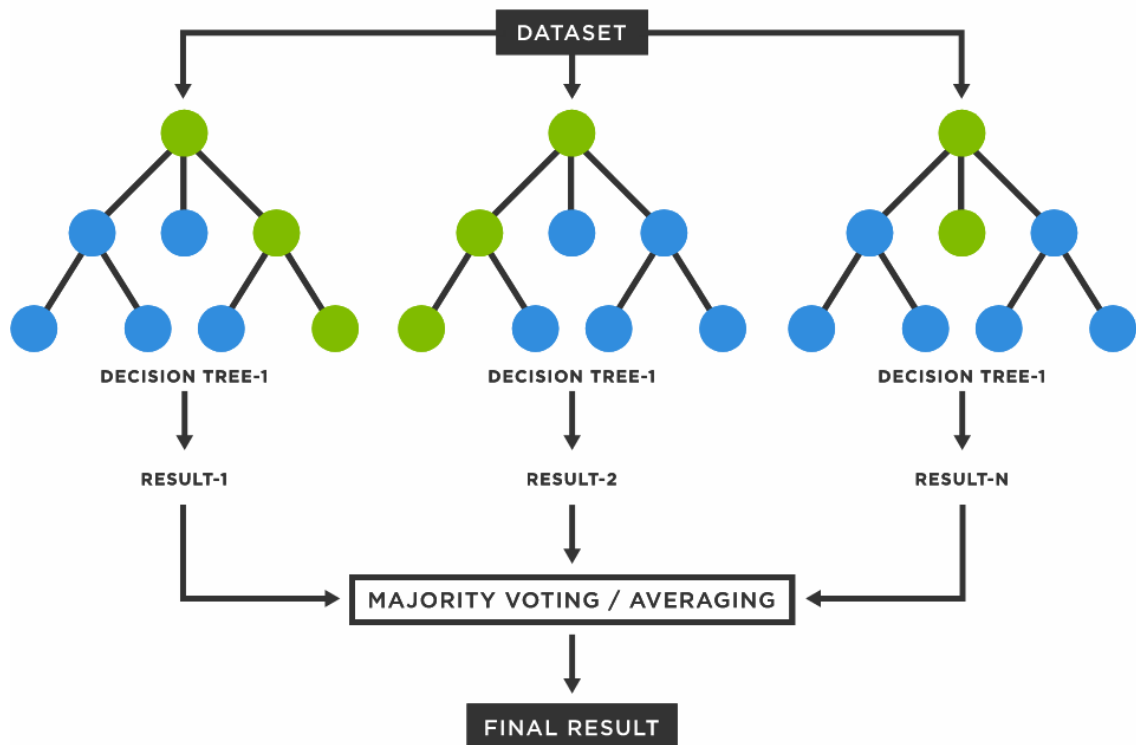 DATASET
DECISION TREE-1
DECISION TREE-1
DECISION TREE-1
RESULT-1
RESULT-2
RESULT-N
MAJORITY VOTING / AVERAGING
FINAL RESULT